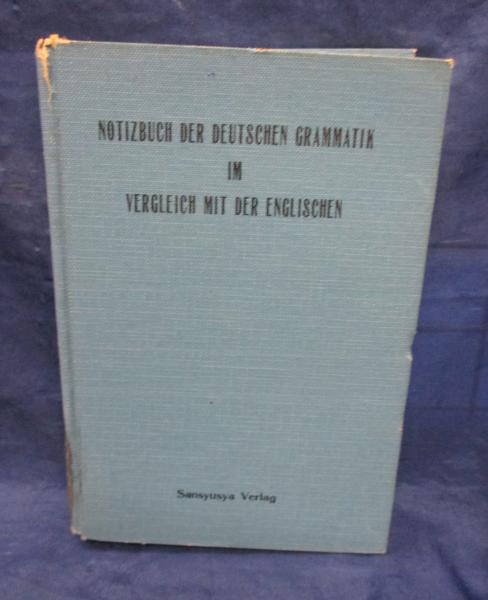 NOTIZBUCH DER DEUTSCHEN GRAMMATIK
IM
VERGLEICH MIT DER ENGLISCHEN
Sansyusya Verlag